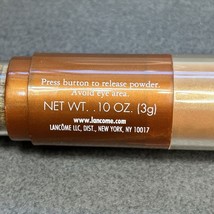 Press button to release powder.
Avoid eye area.
NET WT. .10 OZ. (3g)
www.lancome.com
LANCÔME LLC, DIST., NEW YORK, NY 10017